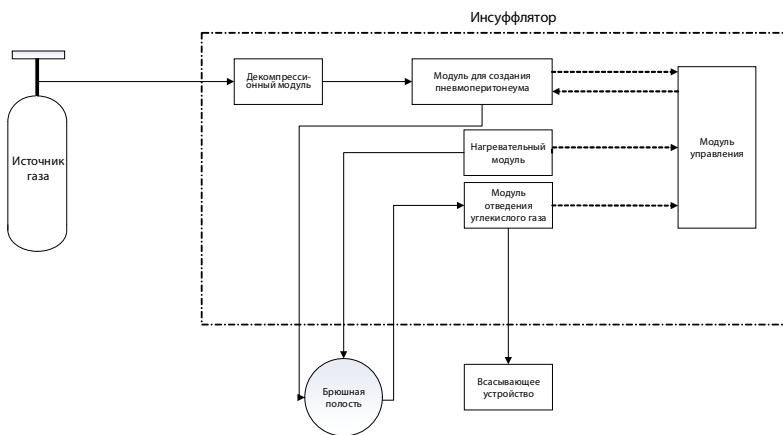 Инсуффлятор
Декомпресси-
онный модуль
Модуль для создания
пневмоперитонеума
Источник
газа
Нагревательный
модуль
Модуль
управления
Модуль
отведения
углекислого газа
Брюшная
полость
Всасывающее
устройство